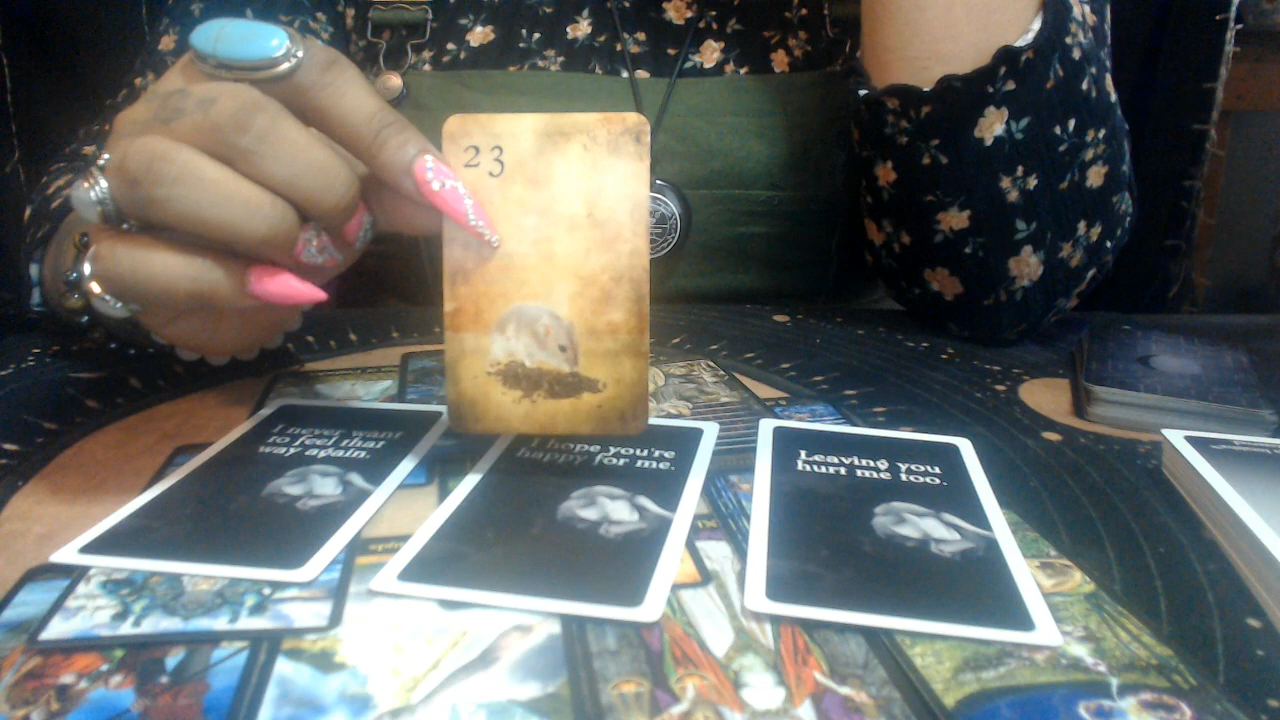 23
I never want
to feel that
way again.
I hope you're
happy for me.
Leaving you
hurt me too.